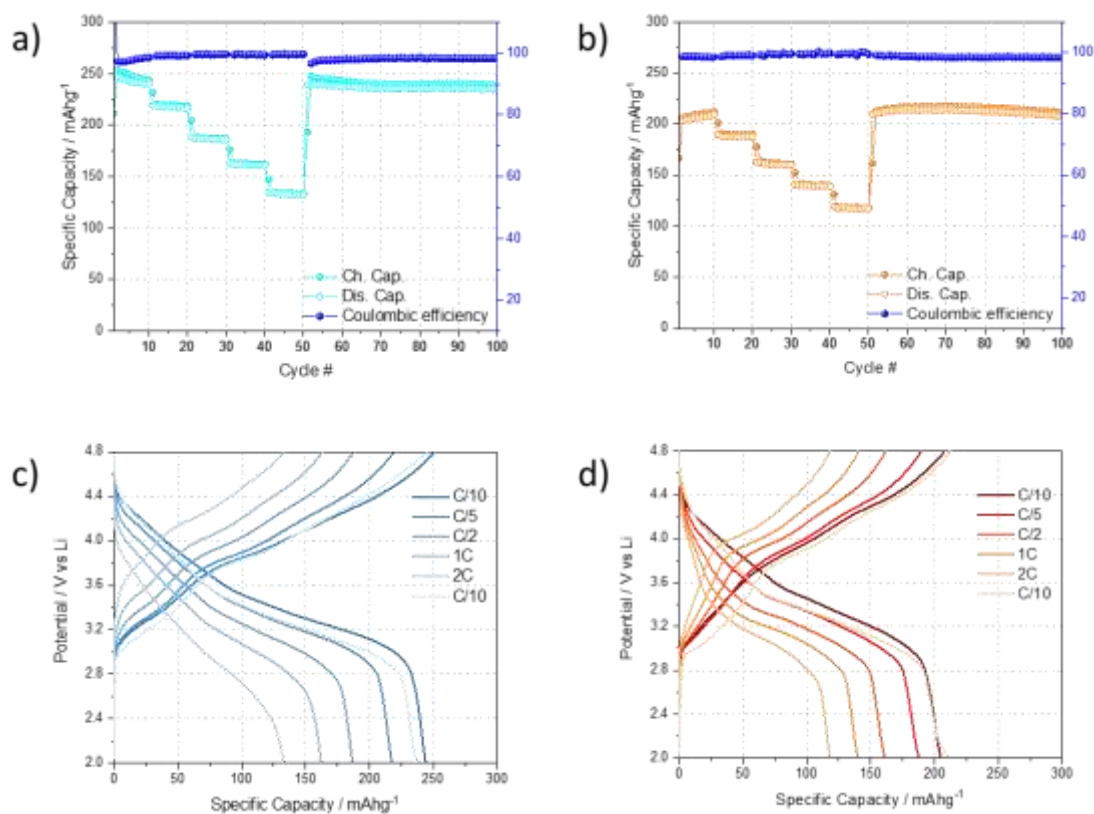 a)
300
250
200
150
100
50
0
Specific Capacity / mAhg-1
100
80
60
40
20
Ch. Cap.
Dis. Cap.
Coulombic efficiency
10 20 30 40 50 60 70 80 90 100
Cycle #
b)
300
250
200
150
100
50
0
Specific Capacity / mAhg-1
100
80
60
40
20
Ch. Cap.
Dis. Cap.
Coulombic efficiency
10 20 30 40 50 60 70 80 90 100
Cycle #
c)
4.8
4.4
4.0
3.6
3.2
2.8
2.4
2.0
Potential / V vs Li
C/10
C/5
C/2
1C
2C
C/10
0 50 100 150 200 250 300
Specific Capacity / mAhg-1
d)
4.8
4.4
4.0
3.6
3.2
2.8
2.4
2.0
Potential / V vs Li
C/10
C/5
C/2
1C
2C
C/10
0 50 100 150 200 250 300
Specific Capacity / mAhg-1